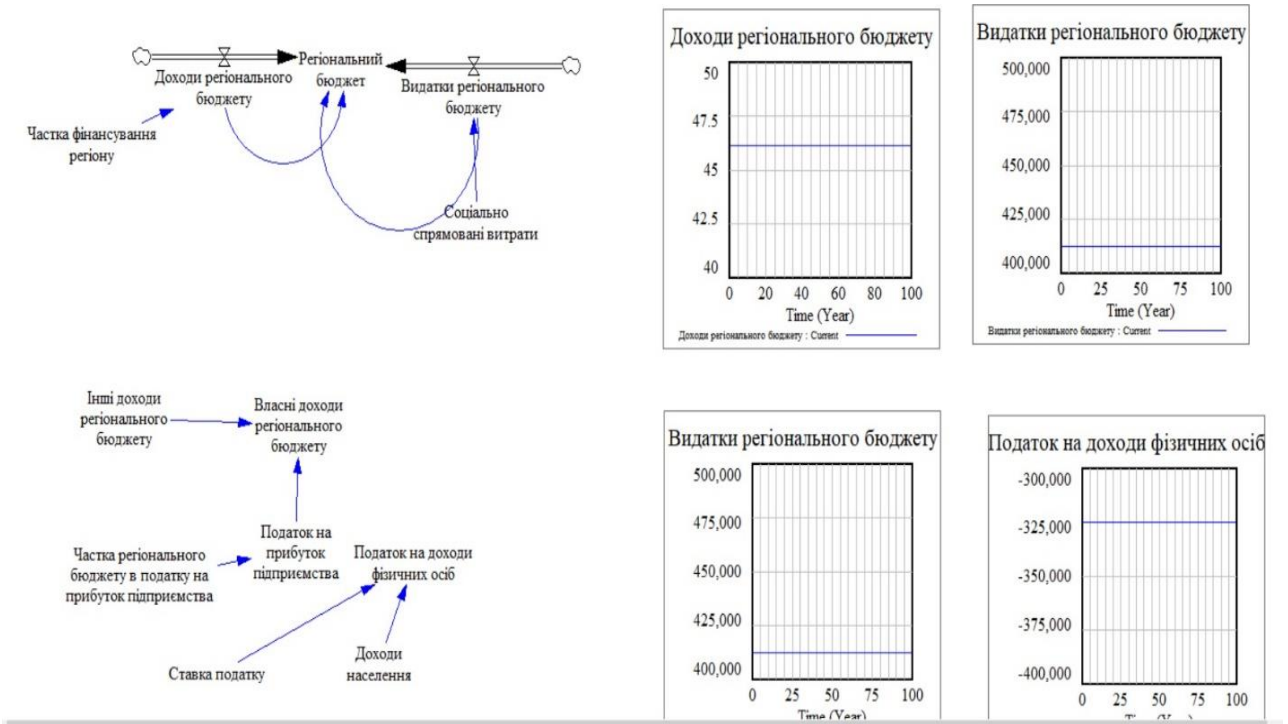 Доходи регіонального
бюджету
Регіональний
бюджет
Видатки регіонального
бюджету
Частка фінансування
регіону
Соціально
спрямовані витрати
Доходи регіонального бюджету
50
47.5
45
42.5
40
0 20 40 60 80 100
Time (Year)
Доходи регіонального бюджету : Current
Видатки регіонального бюджету
500,000
475,000
450,000
425,000
400,000
0 25 50 75 100
Time (Year)
Видатки регіонального бюджету : Current
Інші доходи
регіонального
бюджету
Власні доходи
регіонального
бюджету
Частка регіонального
бюджету в податку на
прибуток підприємства
Податок на
прибуток
підприємства
Податок на доходи
фізичних осіб
Ставка податку
Доходи
населення
Видатки регіонального бюджету
500,000
475,000
450,000
425,000
400,000
0 25 50 75 100
Time (Year)
Податок на доходи фізичних осіб
-300,000
-325,000
-350,000
-375,000
-400,000
0 25 50 75 100